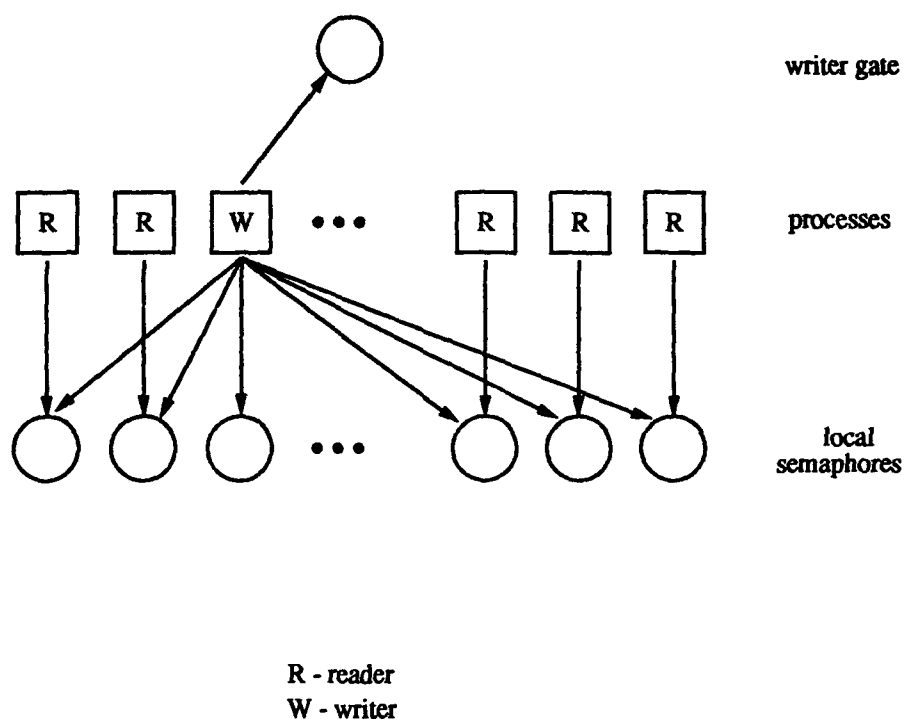 writer gate
R R W ••• R R R processes
•••
local
semaphores
R - reader
W - writer